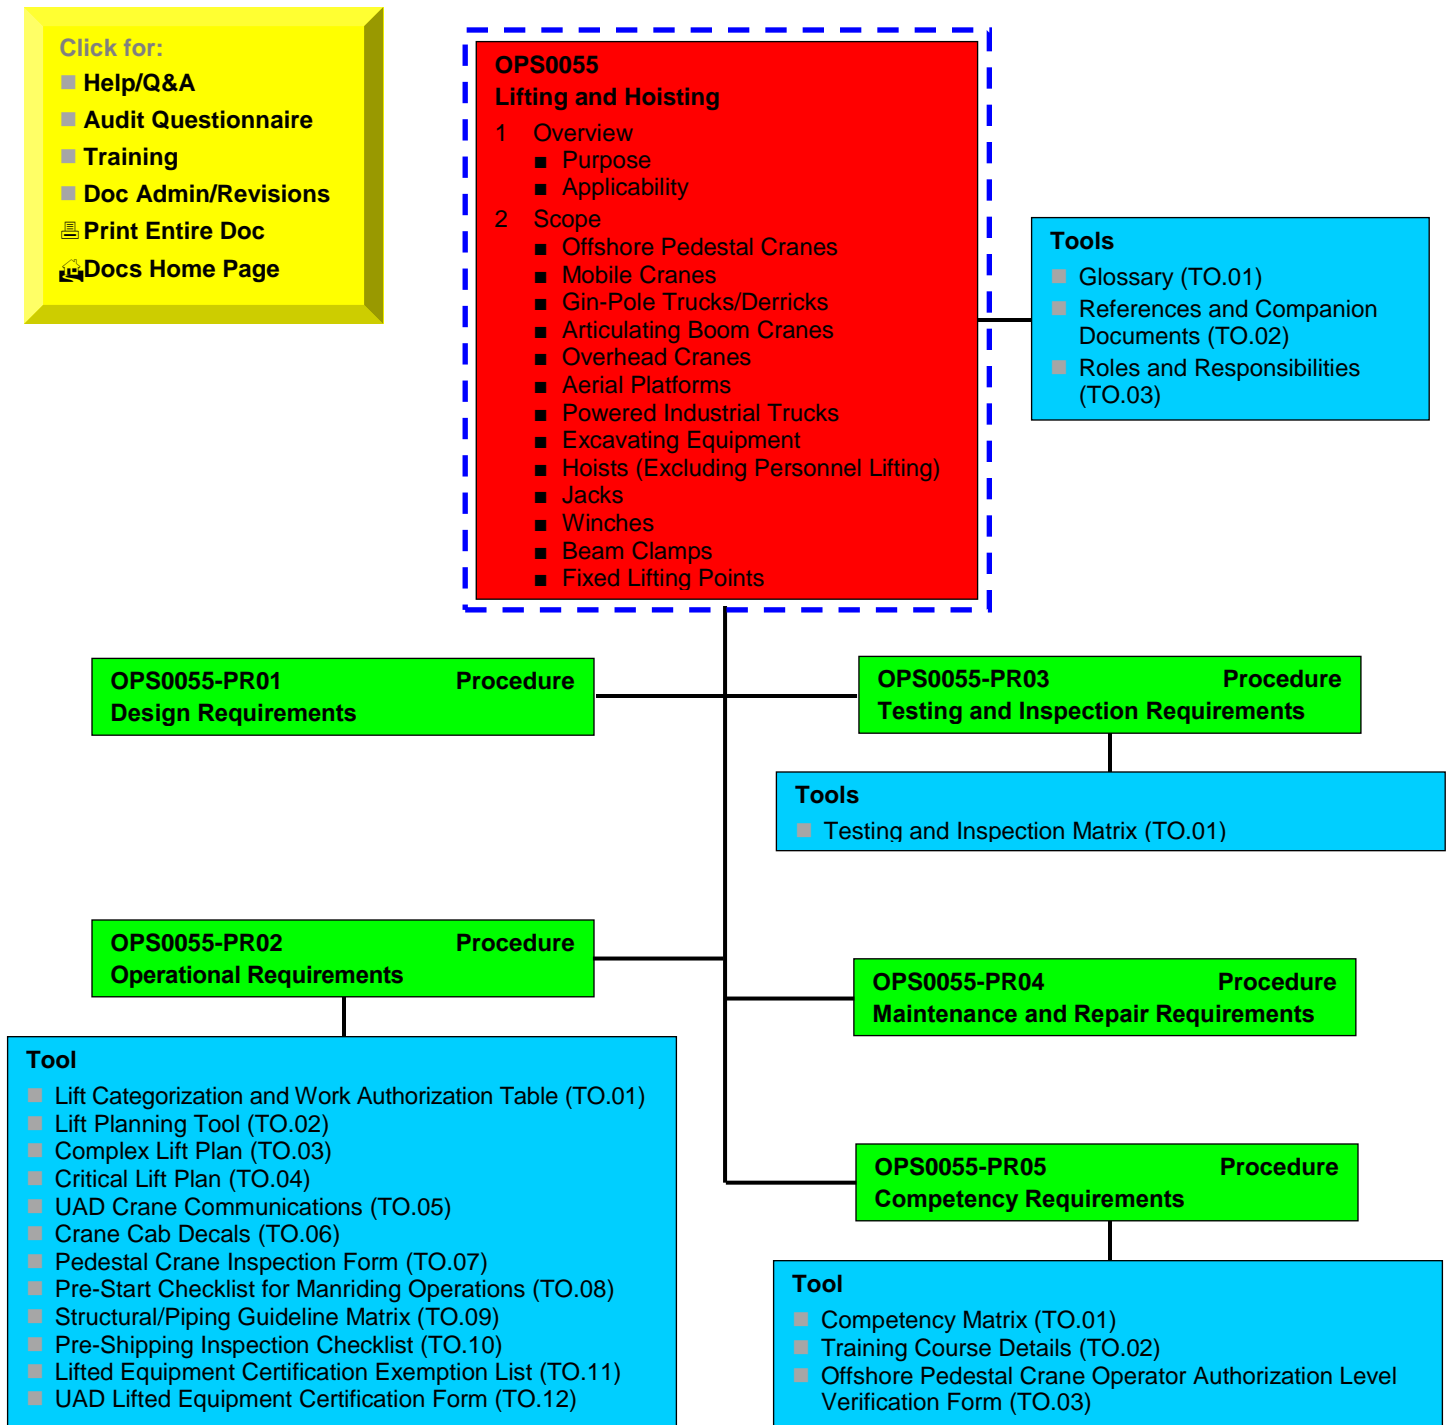 Click for:
Help/Q&A
Audit Questionnaire
Training
Doc Admin/Revisions
Print Entire Doc
Docs Home Page
OPS0055
Lifting and Hoisting
1 Overview
■ Purpose
■ Applicability
2 Scope
■ Offshore Pedestal Cranes
■ Mobile Cranes
■ Gin-Pole Trucks/Derricks
■ Articulating Boom Cranes
■ Overhead Cranes
■ Aerial Platforms
■ Powered Industrial Trucks
■ Excavating Equipment
■ Hoists (Excluding Personnel Lifting)
■ Jacks
■ Winches
■ Beam Clamps
■ Fixed Lifting Points
Tools
■ Glossary (TO.01)
■ References and Companion
Documents (TO.02)
■ Roles and Responsibilities
(TO.03)
OPS0055-PR01 Procedure
Design Requirements
OPS0055-PR03 Procedure
Testing and Inspection Requirements
Tools
■ Testing and Inspection Matrix (TO.01)
OPS0055-PR02 Procedure
Operational Requirements
OPS0055-PR04 Procedure
Maintenance and Repair Requirements
Tool
■ Lift Categorization and Work Authorization Table (TO.01)
■ Lift Planning Tool (TO.02)
■ Complex Lift Plan (TO.03)
■ Critical Lift Plan (TO.04)
■ UAD Crane Communications (TO.05)
■ Crane Cab Decals (TO.06)
■ Pedestal Crane Inspection Form (TO.07)
■ Pre-Start Checklist for Manriding Operations (TO.08)
■ Structural/Piping Guideline Matrix (TO.09)
■ Pre-Shipping Inspection Checklist (TO.10)
■ Lifted Equipment Certification Exemption List (TO.11)
■ UAD Lifted Equipment Certification Form (TO.12)
OPS0055-PR05 Procedure
Competency Requirements
Tool
■ Competency Matrix (TO.01)
■ Training Course Details (TO.02)
■ Offshore Pedestal Crane Operator Authorization Level
Verification Form (TO.03)